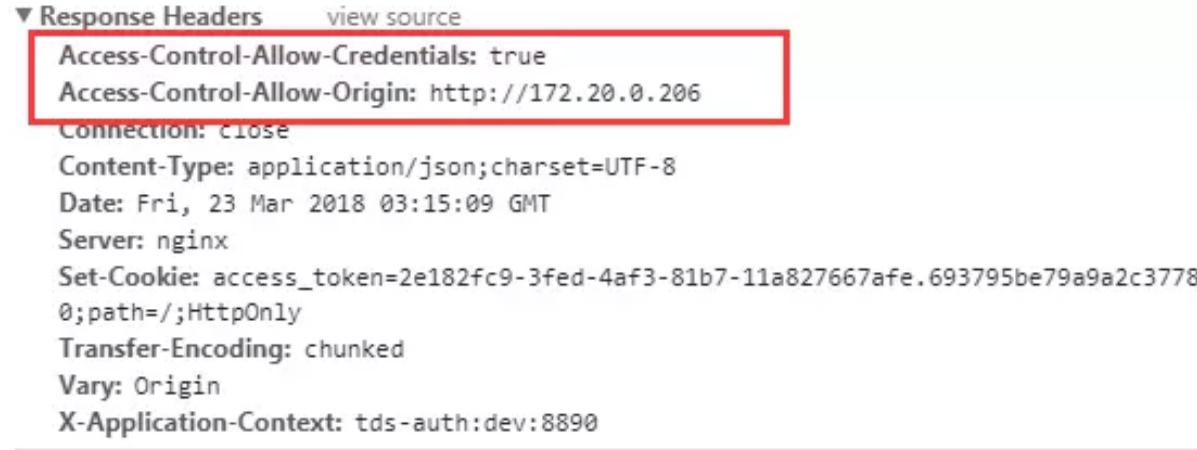 ▼ Response Headers view source
Access-Control-Allow-Credentials: true
Access-Control-Allow-Origin: http://172.20.0.206
Connection: close
Content-Type: application/json;charset=UTF-8
Date: Fri, 23 Mar 2018 03:15:09 GMT
Server: nginx
Set-Cookie: access_token=2e182fc9-3fed-4af3-81b7-11a827667afe.693795be79a9a2c3778
0;path=/;HttpOnly
Transfer-Encoding: chunked
Vary: Origin
X-Application-Context: tds-auth:dev:8890